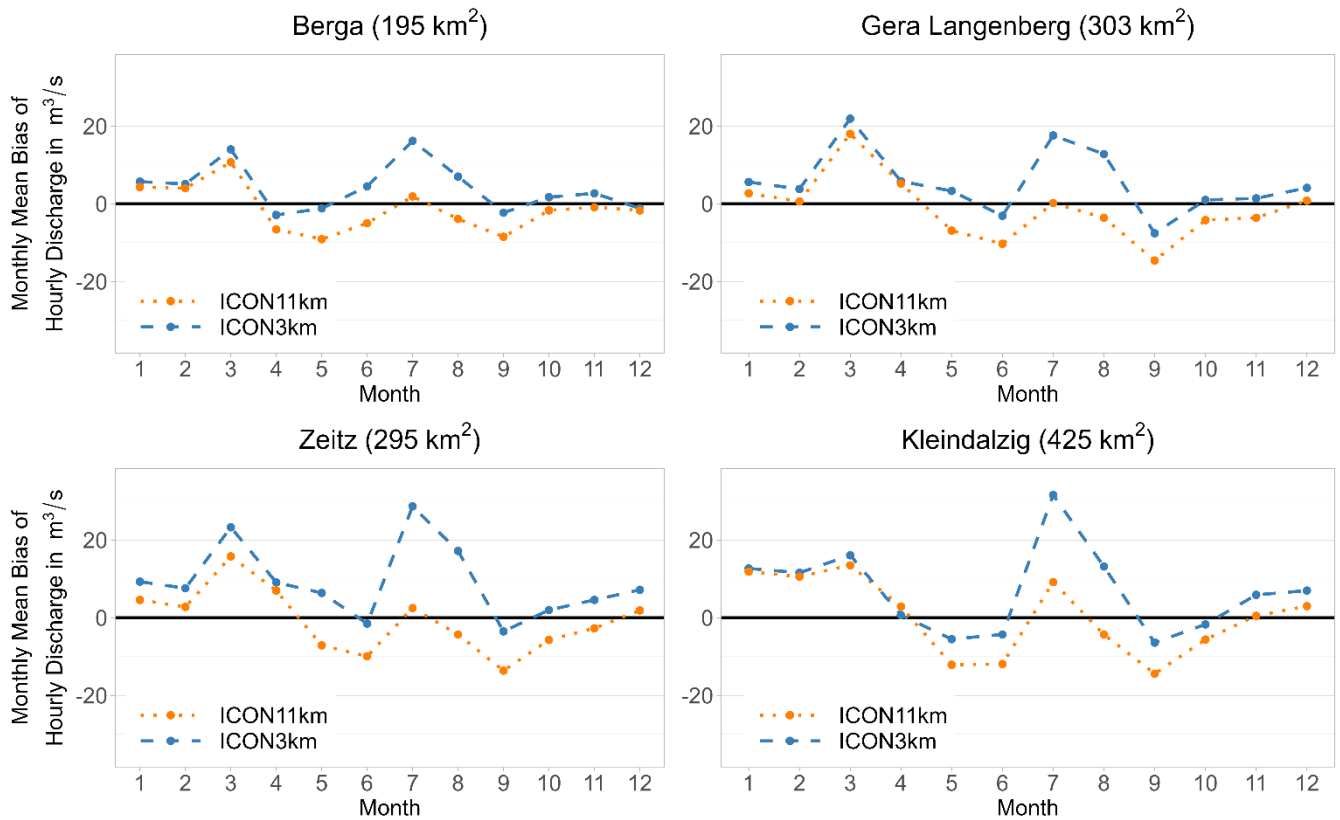 Berga (195 km²)
Monthly Mean Bias of
Hourly Discharge in m³/s
20
0
-20
ICON11km
ICON3km
1 2 3 4 5 6 7 8 9 10 11 12
Month
Gera Langenberg (303 km²)
20
0
-20
ICON11km
ICON3km
1 2 3 4 5 6 7 8 9 10 11 12
Month
Zeitz (295 km²)
Monthly Mean Bias of
Hourly Discharge in m³/s
20
0
-20
ICON11km
ICON3km
1 2 3 4 5 6 7 8 9 10 11 12
Month
Kleindalzig (425 km²)
20
0
-20
ICON11km
ICON3km
1 2 3 4 5 6 7 8 9 10 11 12
Month